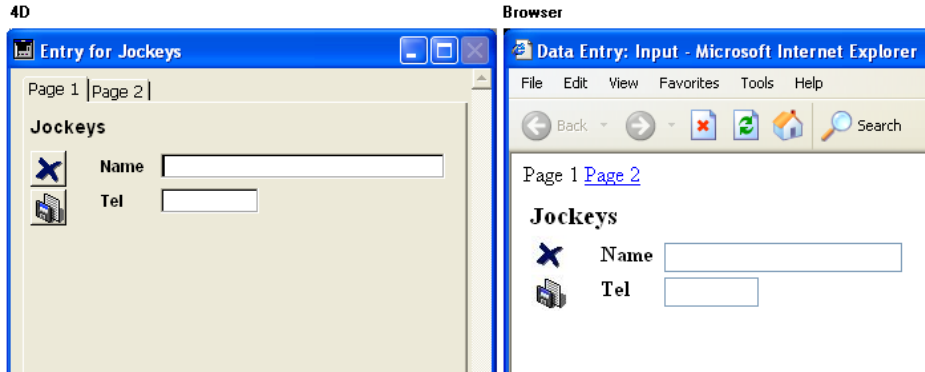 4D
Entry for Jockeys
Page 1 Page 2
Jockeys
Name
Tel
Browser
Data Entry: Input - Microsoft Internet Explorer
File Edit View Favorites Tools Help
Back Search
Page 1 Page 2
Jockeys
Name
Tel